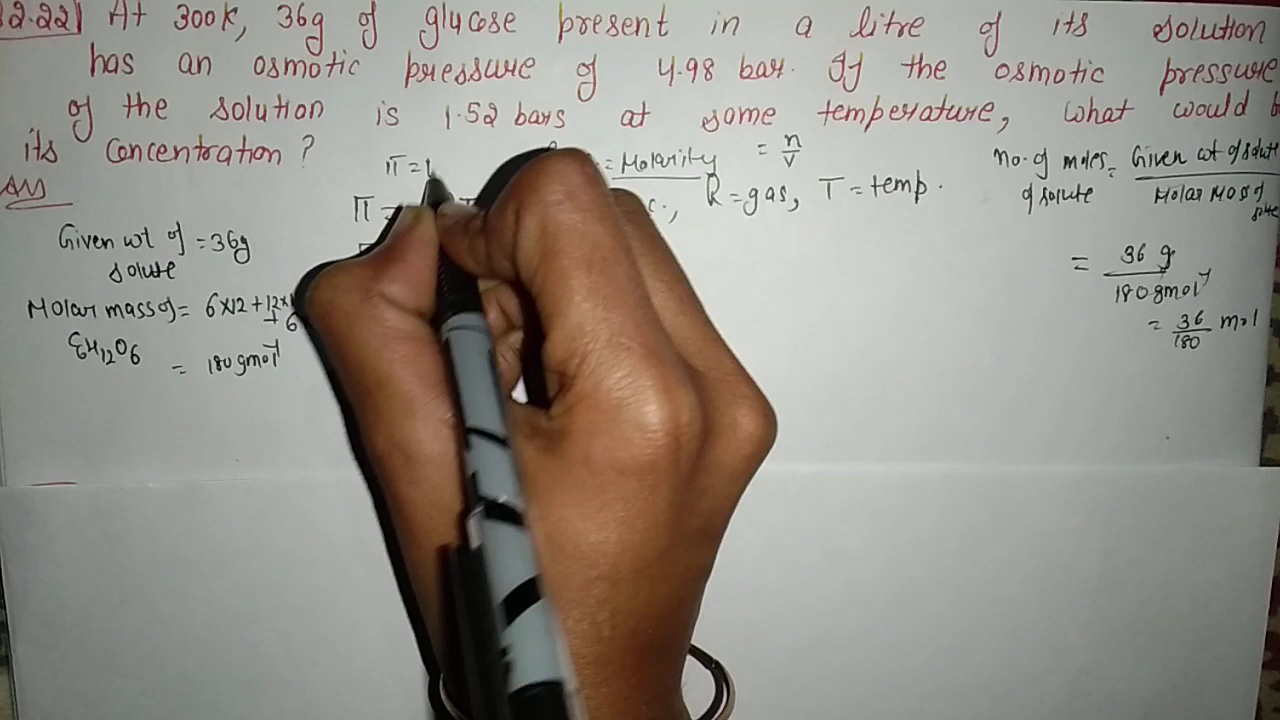 2.22) At 300K, 36g of glucose present in a litre of its solution
has an osmotic pressure of 4.98 bar. If the osmotic pressure
of the solution is 1.52 bars at same temperature, what would
its concentration?
Ans
π =
= Molarity = n/v
π =
R = gas, T = temp.
Given wt of solute = 36g
Molar mass of C6H12O6 = 6×12+12×
+6
= 180 gmol⁻¹
no. of moles of solute = Given wt of solute / Molar Mass of solute
= 36 g / 180 gmol⁻¹
= 36/180 mol